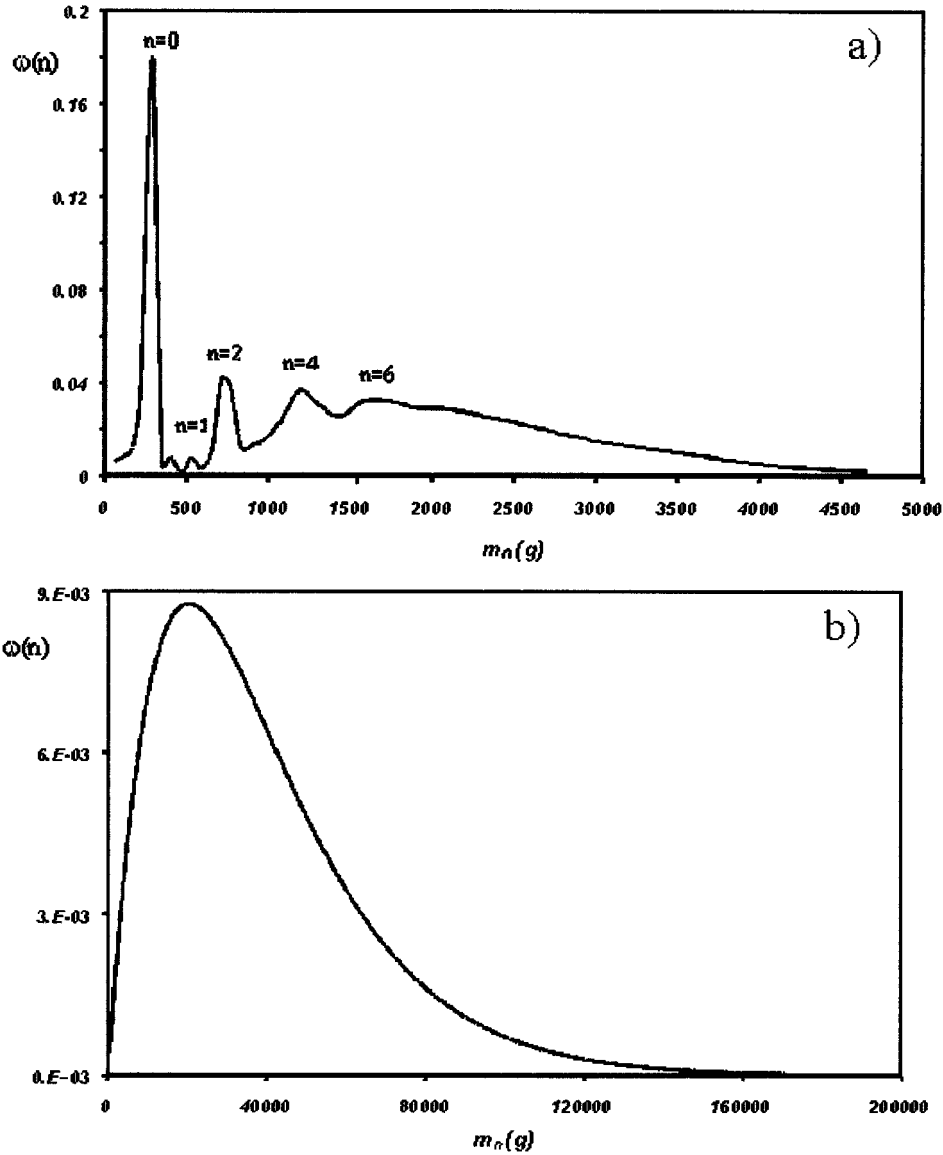 0.2
n=0
a)
ω(n)
0.16
0.12
0.08
n=2
n=4
n=6
0.04
n=1
0
0 500 7000 1500 2000 2500 3000 3500 4000 4500 5000
mₙ(g)
9.E-03
b)
ω(n)
6.E-03
3.E-03
0.E-03
0 40000 80000 120000 160000 200000
mₙ(g)